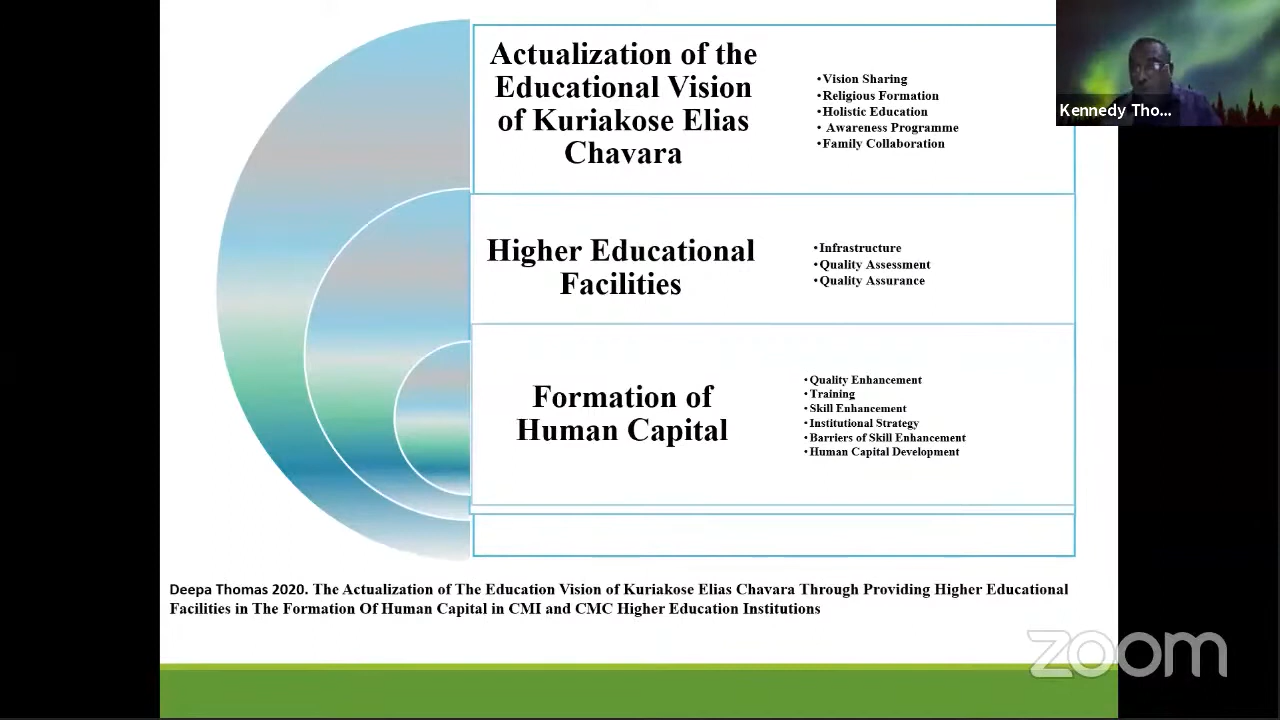 Actualization of the
Educational Vision
of Kuriakose Elias
Chavara
•Vision Sharing
•Religious Formation
•Holistic Education
• Awareness Programme
•Family Collaboration
Kennedy Tho...
Higher Educational
Facilities
•Infrastructure
•Quality Assessment
•Quality Assurance
Formation of
Human Capital
•Quality Enhancement
•Training
•Skill Enhancement
•Institutional Strategy
•Barriers of Skill Enhancement
•Human Capital Development
Deepa Thomas 2020. The Actualization of The Education Vision of Kuriakose Elias Chavara Through Providing Higher Educational
Facilities in The Formation Of Human Capital in CMI and CMC Higher Education Institutions
zoom